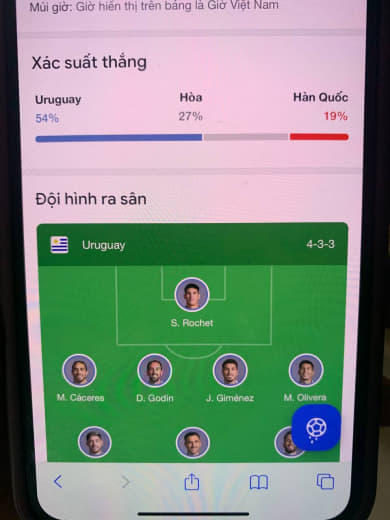 Múi giờ: Giờ hiển thị trên bảng là Giờ Việt Nam
Xác suất thắng
Uruguay Hòa Hàn Quốc
54% 27% 19%
Đội hình ra sân
Uruguay 4-3-3
S. Rochet
M. Cáceres D. Godín J. Giménez M. Olivera